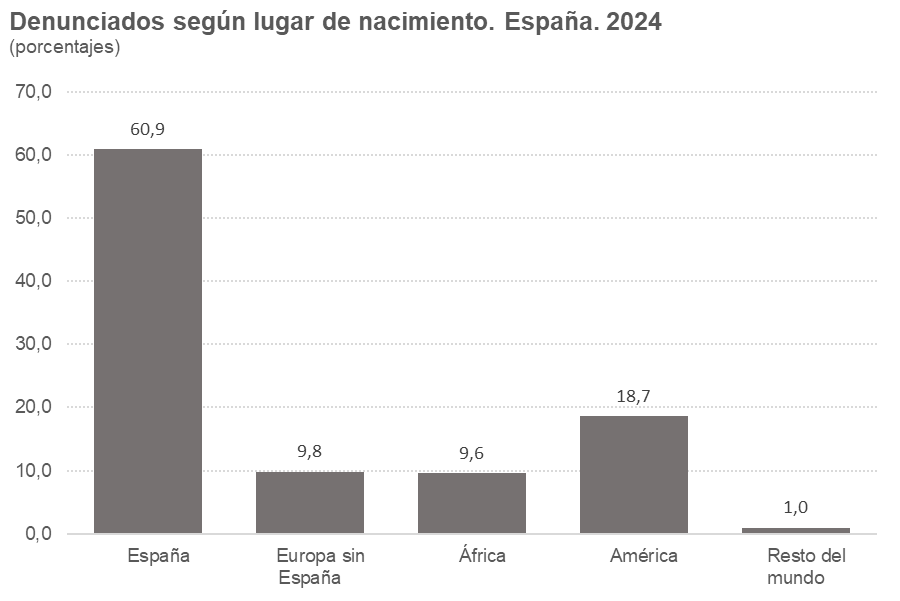 Denunciados según lugar de nacimiento. España. 2024
(porcentajes)
70,0
60,0
50,0
40,0
30,0
20,0
10,0
0,0
60,9
9,8
9,6
18,7
1,0
España
Europa sin
España
África
América
Resto del
mundo